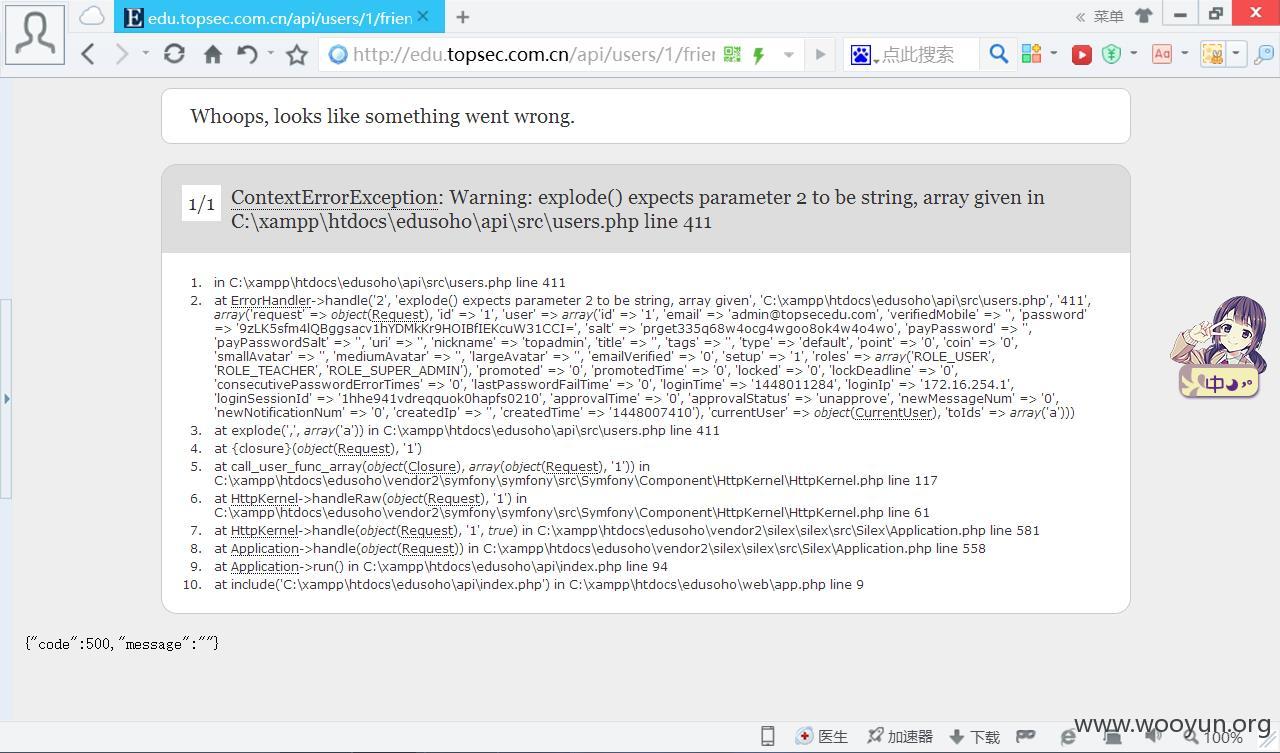 edu.topsec.com.cn/api/users/1/frien
菜单
http://edu.topsec.com.cn/api/users/1/frier
点此搜索
Whoops, looks like something went wrong.
1/1 ContextErrorException: Warning: explode() expects parameter 2 to be string, array given in
C:\xampp\htdocs\edusoho\api\src\users.php line 411
1. in C:\xampp\htdocs\edusoho\api\src\users.php line 411
2. at ErrorHandler->handle('2', 'explode() expects parameter 2 to be string, array given', 'C:\xampp\htdocs\edusoho\api\src\users.php', '411',
array('request' => object(Request), 'id' => '1', 'user' => array('id' => '1', 'email' => 'admin@topsecedu.com', 'verifiedMobile' => '', 'password'
'salt' =>
'payPassword' => '',
'payPasswordSalt' => '', 'uri' => '', 'nickname' => 'topadmin', 'title' => '', 'tags' => '', 'type' => 'default', 'point' => '0', 'coin' => '0',
'smallAvatar' => '', 'mediumAvatar' => '', 'largeAvatar' => '', 'emailVerified' => '0', 'setup' => '1', 'roles' => array('ROLE_USER',
'ROLE_TEACHER', 'ROLE_SUPER_ADMIN'), 'promoted' => '0', 'promotedTime' => '0', 'locked' => '0', 'lockDeadline' => '0',
'consecutivePasswordErrorTimes' => '0', 'lastPasswordFailTime' => '0', 'loginTime' => '1448011284', 'loginIp' => '172.16.254.1',
'loginSessionId' => 'approvalTime' => '0', 'approvalStatus' => 'unapprove', 'newMessageNum' => '0',
'newNotificationNum' => '0', 'createdIp' => '', 'createdTime' => '1448007410'), 'currentUser' => object(CurrentUser), 'toIds' => array('a')))
3. at explode(',', array('a')) in C:\xampp\htdocs\edusoho\api\src\users.php line 411
4. at {closure}(object(Request), '1')
5. at call_user_func_array(object(Closure), array(object(Request), '1')) in
C:\xampp\htdocs\edusoho\vendor2\symfony\symfony\src\Symfony\Component\HttpKernel\HttpKernel.php line 117
6. at HttpKernel->handleRaw(object(Request), '1') in
C:\xampp\htdocs\edusoho\vendor2\symfony\symfony\src\Symfony\Component\HttpKernel\HttpKernel.php line 61
7. at HttpKernel->handle(object(Request), '1', true) in C:\xampp\htdocs\edusoho\vendor2\silex\silex\src\Silex\Application.php line 581
8. at Application->handle(object(Request)) in C:\xampp\htdocs\edusoho\vendor2\silex\silex\src\Silex\Application.php line 558
9. at Application->run() in C:\xampp\htdocs\edusoho\api\index.php line 94
10. at include('C:\xampp\htdocs\edusoho\api\index.php') in C:\xampp\htdocs\edusoho\web\app.php line 9
中
{"code":500,"message":""}
www.wooyun.org
医生
加速器
下载
100%